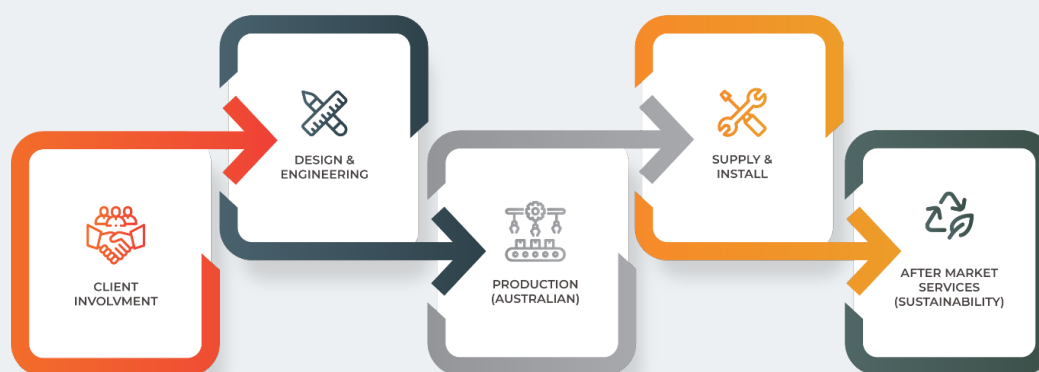 CLIENT
INVOLVMENT
DESIGN &
ENGINEERING
PRODUCTION
(AUSTRALIAN)
SUPPLY &
INSTALL
AFTER MARKET
SERVICES
(SUSTAINABILITY)